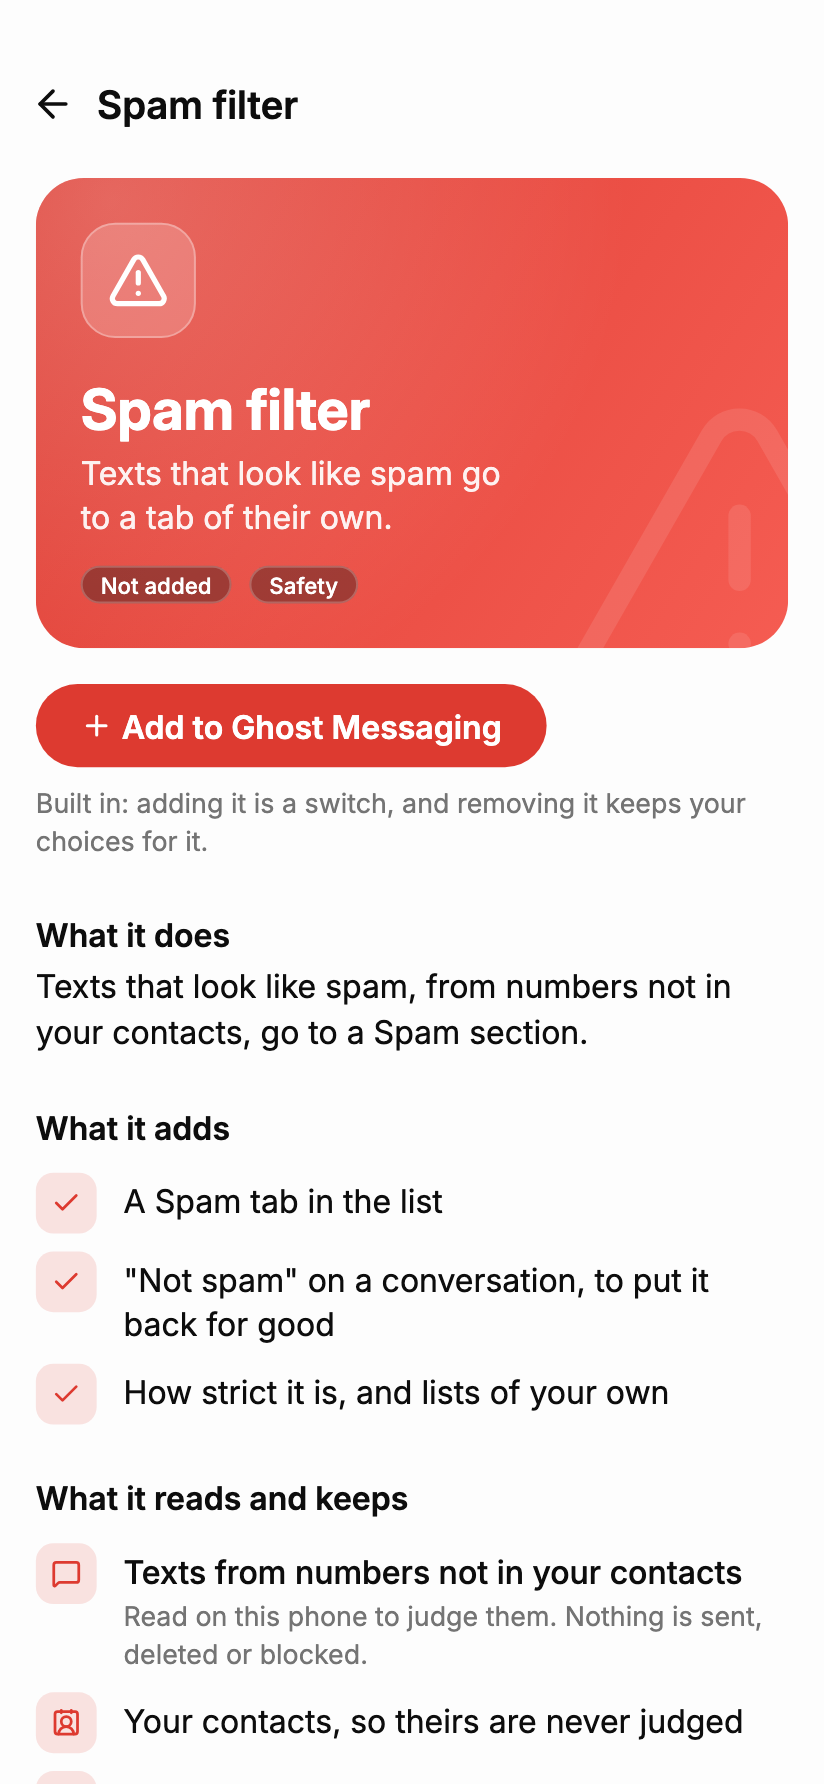 Spam filter
Spam filter
Texts that look like spam go
to a tab of their own.
Not added
Safety
+ Add to Ghost Messaging
Built in: adding it is a switch, and removing it keeps your
choices for it.
What it does
Texts that look like spam, from numbers not in
your contacts, go to a Spam section.
What it adds
A Spam tab in the list
"Not spam" on a conversation, to put it
back for good
How strict it is, and lists of your own
What it reads and keeps
Texts from numbers not in your contacts
Read on this phone to judge them. Nothing is sent,
deleted or blocked.
Your contacts, so theirs are never judged